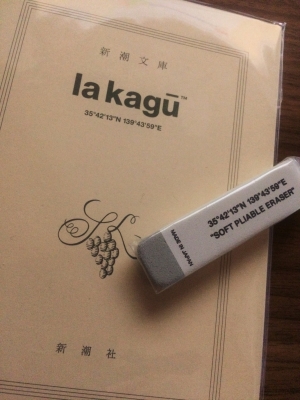 新潮文庫
la kagū™
35°42'13"N 139°43'59"E
新潮社
35°42'13"N 139°43'59"E
"SOFT PLIABLE ERASER"
MADE IN JAPAN